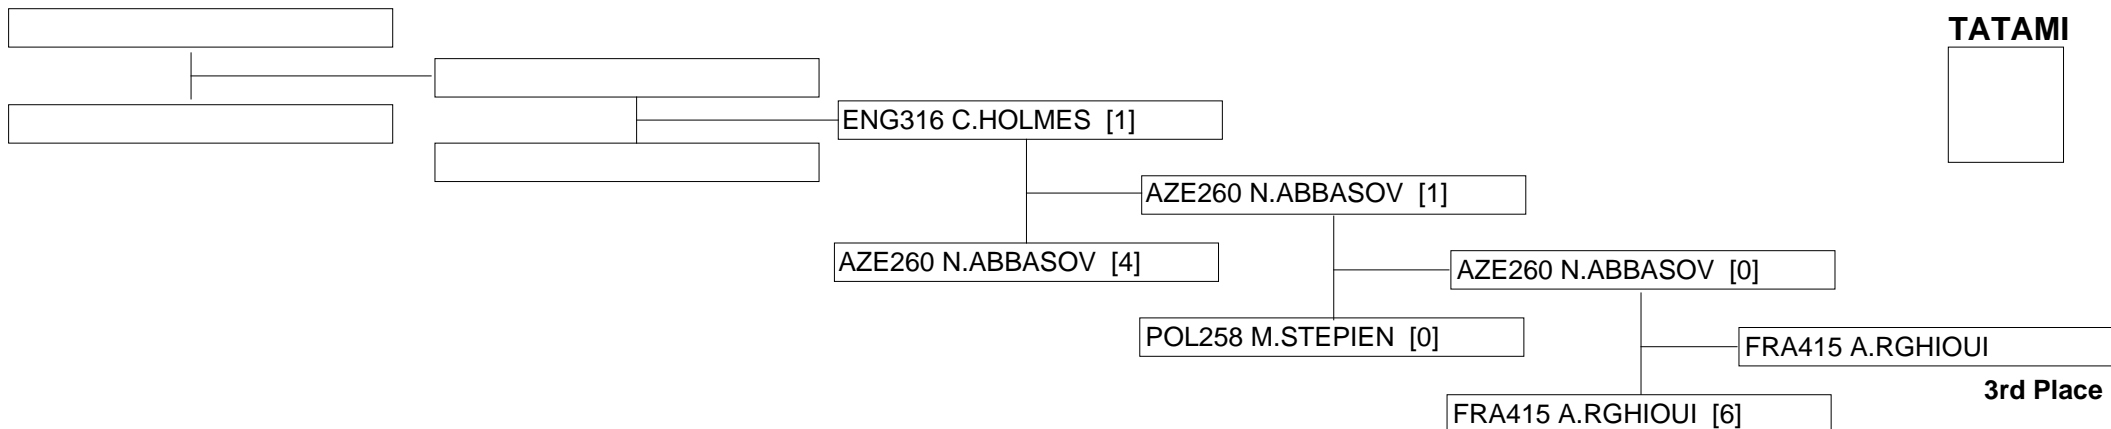 TATAMI
ENG316 C.HOLMES [1]
AZE260 N.ABBASOV [1]
AZE260 N.ABBASOV [4]
AZE260 N.ABBASOV [0]
POL258 M.STEPIEN [0]
FRA415 A.RGHIOUI
3rd Place
FRA415 A.RGHIOUI [6]